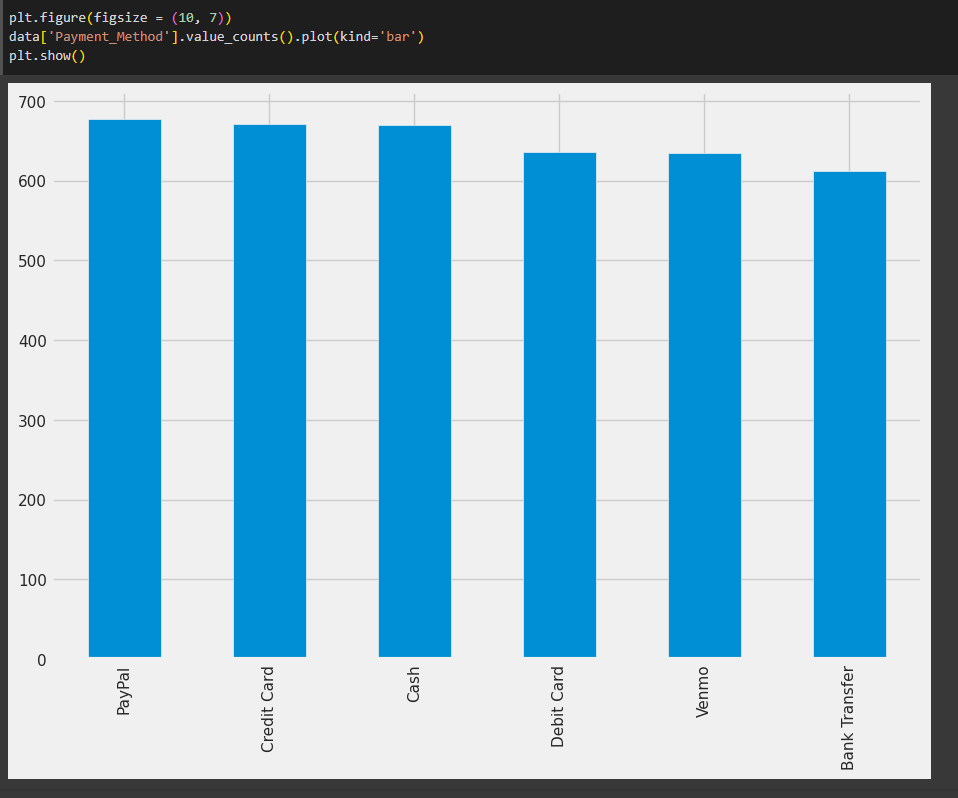 plt.figure(figsize = (10, 7))
data['Payment_Method'].value_counts().plot(kind='bar')
plt.show()
700
600
500
400
300
200
100
0
PayPal
Credit Card
Cash
Debit Card
Venmo
Bank Transfer